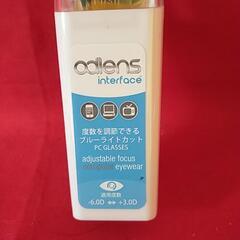 adlens
interface
度数を調節できる
ブルーライトカット
PC GLASSES
adjustable focus
computer eyewear
適用度数
-6.0D ⇔ +3.0D